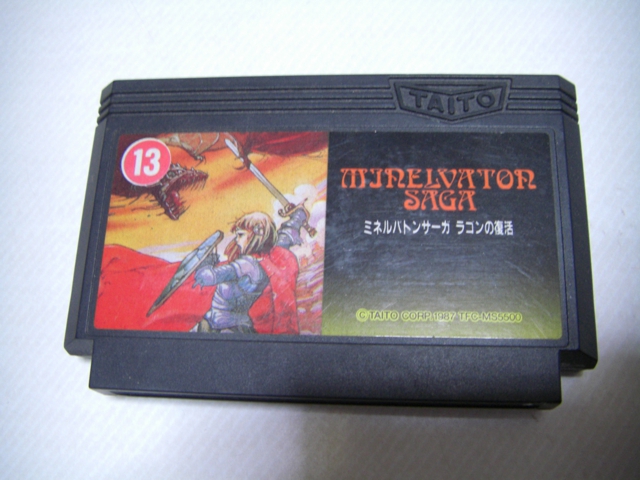 TAITO
13
MINELVATON
SAGA
ミネルバトンサーガ ラゴンの復活
© TAITO CORP. 1987 TFC-MS5500